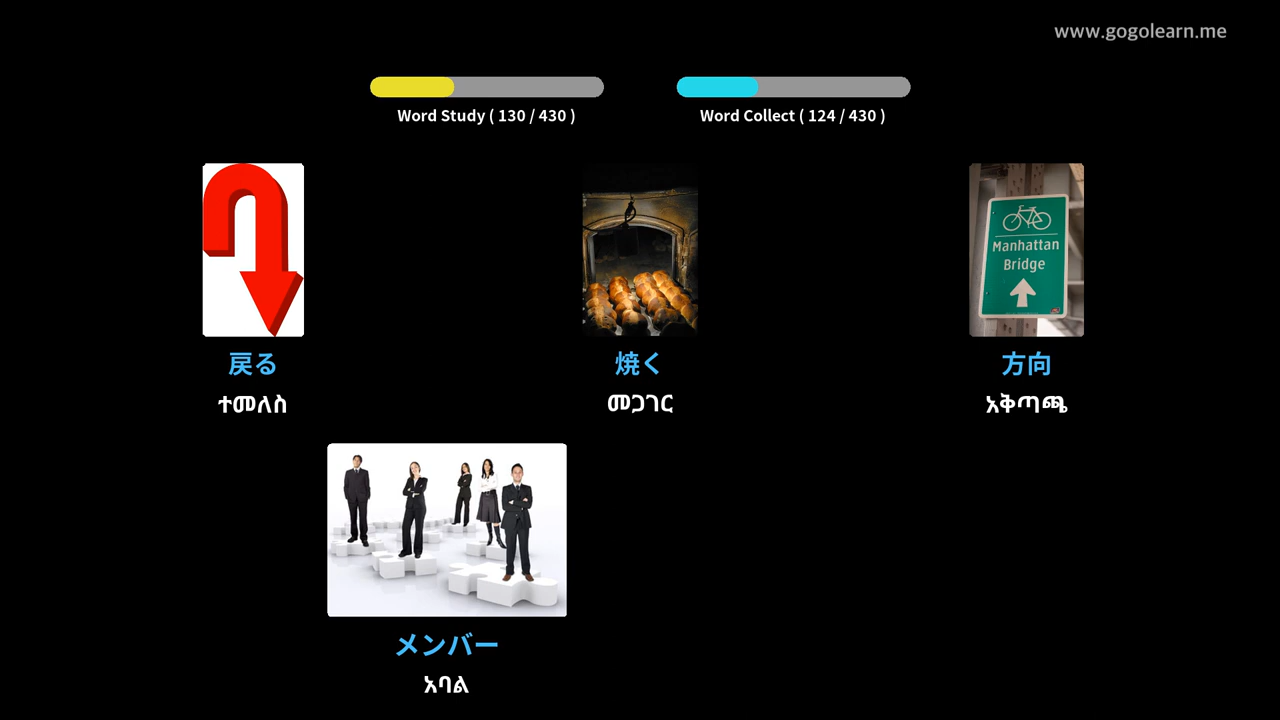 www.gogolearn.me
Word Study ( 130 / 430 )
Word Collect ( 124 / 430 )
Manhattan
Bridge
戻る
焼く
方向
ተመለስ
መጋገር
አቅጣጫ
メンバー
አባል